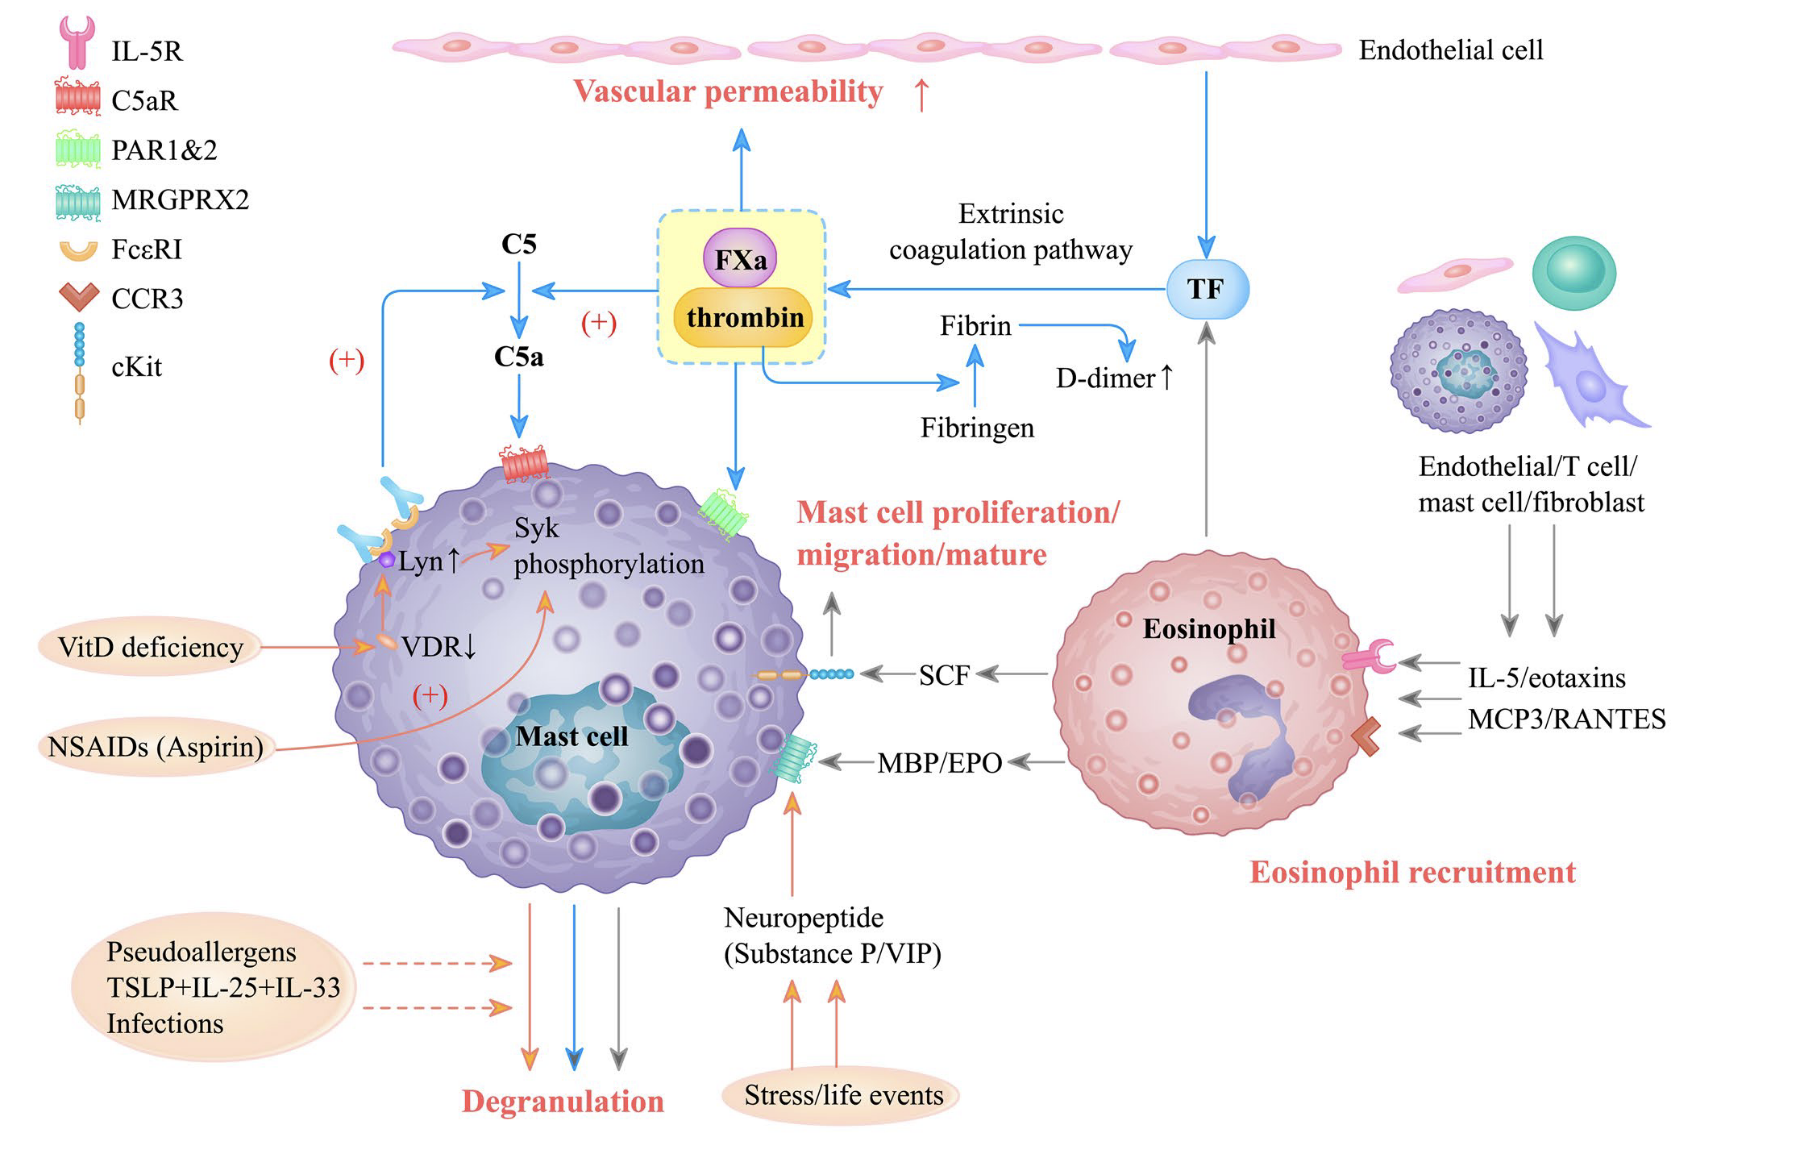 IL-5R
C5aR
PAR1&2
MRGPRX2
FcεRI
CCR3
cKit
Endothelial cell
Vascular permeability ↑
Extrinsic
coagulation pathway
C5
FXa
thrombin
TF
(+)
(+)
C5a
Fibrin
D-dimer↑
Fibringen
Endothelial/T cell/
mast cell/fibroblast
Mast cell proliferation/
migration/mature
Syk
phosphorylation
Lyn↑
VitD deficiency
VDR↓
(+)
NSAIDs (Aspirin)
Mast cell
SCF
MBP/EPO
Eosinophil
IL-5/eotaxins
MCP3/RANTES
Eosinophil recruitment
Neuropeptide
(Substance P/VIP)
Pseudoallergens
TSLP+IL-25+IL-33
Infections
Degranulation
Stress/life events